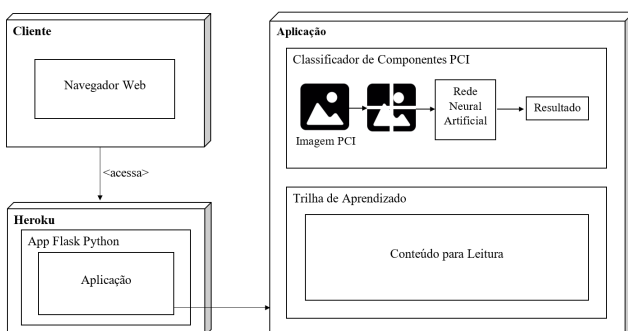 Cliente
Navegador Web
<acessa>
Heroku
App Flask Python
Aplicação
Aplicação
Classificador de Componentes PCI
Imagem PCI
Rede
Neural
Artificial
Resultado
Trilha de Aprendizado
Conteúdo para Leitura